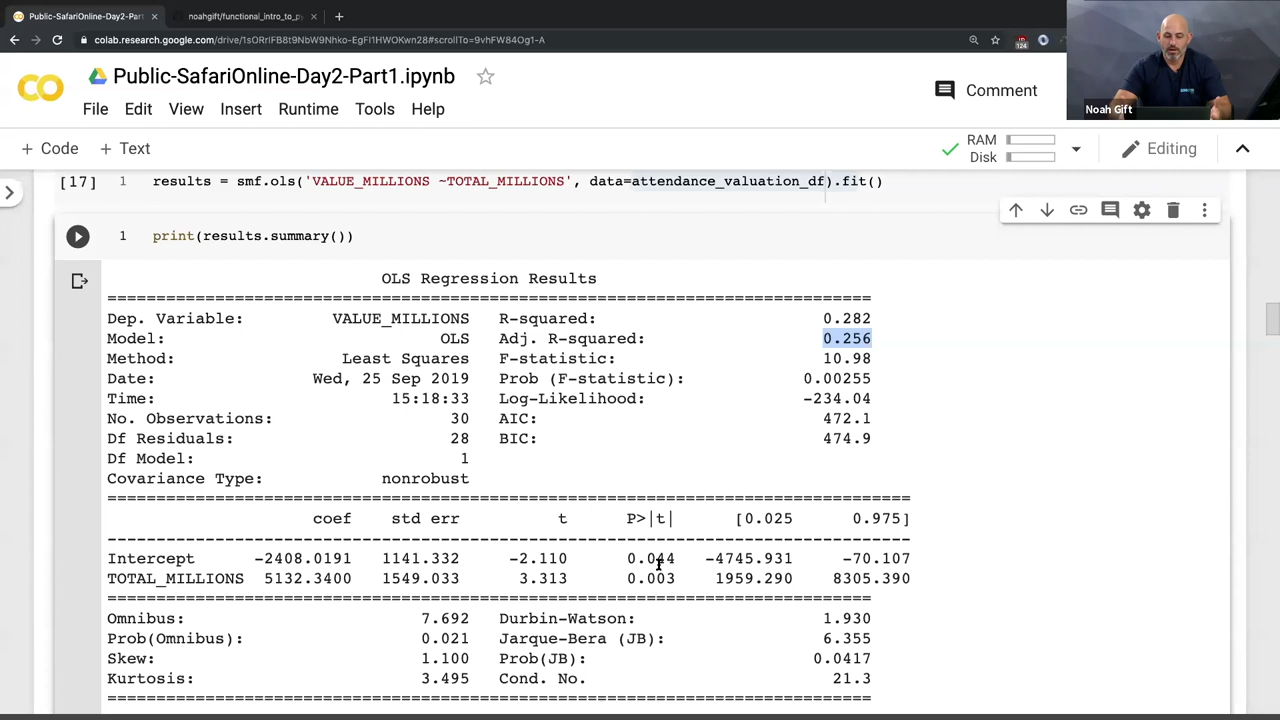 Public-SafariOnline-Day2-Part × noahgift/functional_intro_to_py × +
colab.research.google.com/drive/1sORrIFB8t9NbW9Nhko-EgFl1HWOKwn28#scrollTo=9vhFW84Og1-A
124
Noah Gift
Public-SafariOnline-Day2-Part1.ipynb
File Edit View Insert Runtime Tools Help
Comment
+ Code + Text
RAM
Disk
Editing
[17] 1 results = smf.ols('VALUE_MILLIONS ~TOTAL_MILLIONS', data=attendance_valuation_df).fit()
1 print(results.summary())
OLS Regression Results
==============================================================================
Dep. Variable: VALUE_MILLIONS R-squared: 0.282
Model: OLS Adj. R-squared: 0.256
Method: Least Squares F-statistic: 10.98
Date: Wed, 25 Sep 2019 Prob (F-statistic): 0.00255
Time: 15:18:33 Log-Likelihood: -234.04
No. Observations: 30 AIC: 472.1
Df Residuals: 28 BIC: 474.9
Df Model: 1
Covariance Type: nonrobust
==================================================================================
coef std err t P>|t| [0.025 0.975]
----------------------------------------------------------------------------------
Intercept -2408.0191 1141.332 -2.110 0.044 -4745.931 -70.107
TOTAL_MILLIONS 5132.3400 1549.033 3.313 0.003 1959.290 8305.390
==============================================================================
Omnibus: 7.692 Durbin-Watson: 1.930
Prob(Omnibus): 0.021 Jarque-Bera (JB): 6.355
Skew: 1.100 Prob(JB): 0.0417
Kurtosis: 3.495 Cond. No. 21.3
==============================================================================